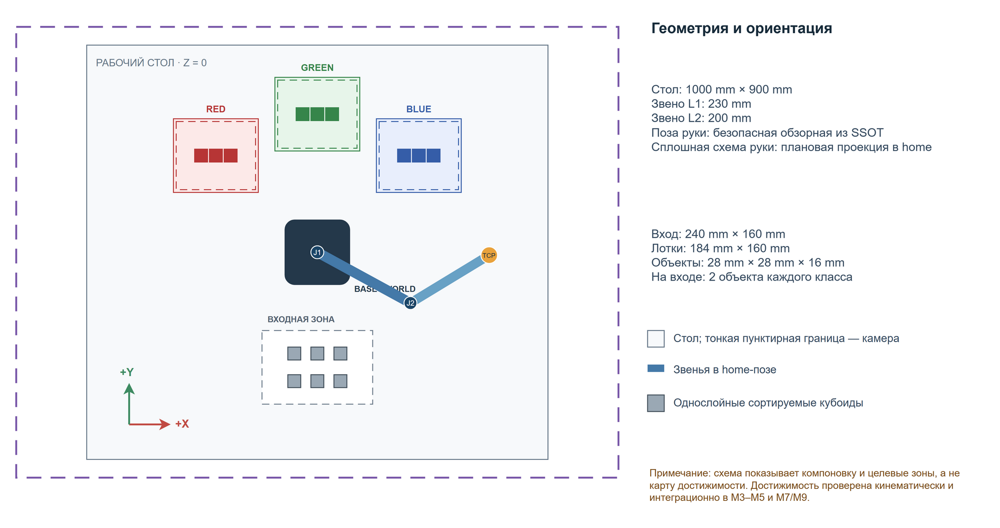 Геометрия и ориентация
РАБОЧИЙ СТОЛ · Z = 0
GREEN
RED
BLUE
J1
TCP
J2
ВХОДНАЯ ЗОНА
+Y
+X
Стол: 1000 mm × 900 mm
Звено L1: 230 mm
Звено L2: 200 mm
Поза руки: безопасная обзорная из SSOT
Сплошная схема руки: плановая проекция в home
Вход: 240 mm × 160 mm
Лотки: 184 mm × 160 mm
Объекты: 28 mm × 28 mm × 16 mm
На входе: 2 объекта каждого класса
Стол; тонкая пунктирная граница — камера
Звенья в home-позе
Однослойные сортируемые кубоиды
Примечание: схема показывает компоновку и целевые зоны, а не
карту достижимости. Достижимость проверена кинематически и
интеграционно в M3–M5 и M7/M9.